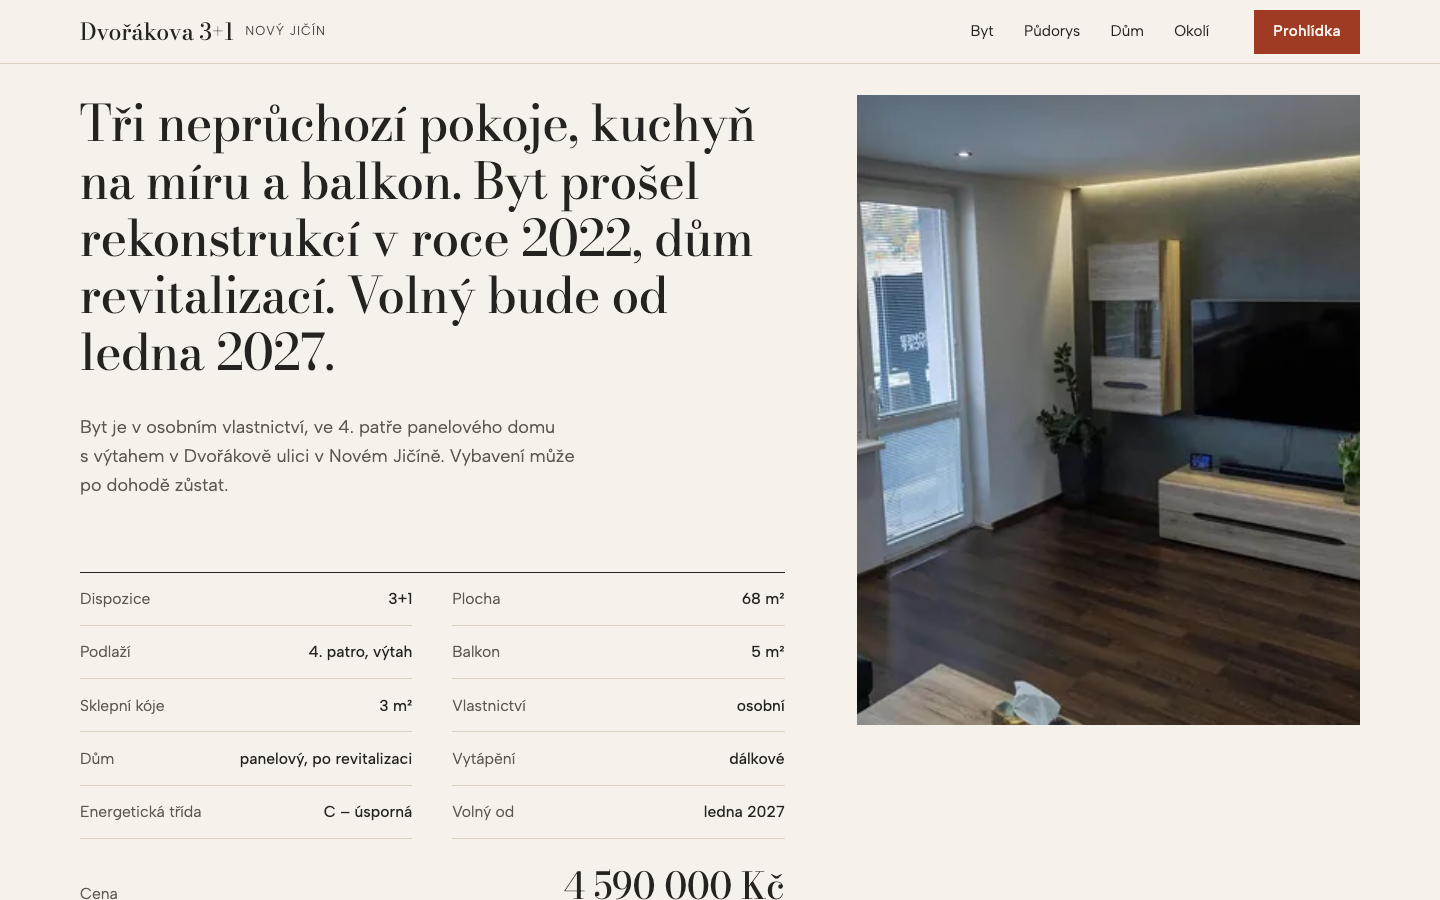 Dvořákova 3+1 NOVÝ JIČÍN
Byt Půdorys Dům Okolí Prohlídka
Tři neprůchozí pokoje, kuchyň
na míru a balkon. Byt prošel
rekonstrukcí v roce 2022, dům
revitalizací. Volný bude od
ledna 2027.
Byt je v osobním vlastnictví, ve 4. patře panelového domu
s výtahem v Dvořákově ulici v Novém Jičíně. Vybavení může
po dohodě zůstat.
Dispozice 3+1 Plocha 68 m²
Podlaží 4. patro, výtah Balkon 5 m²
Sklepní kóje 3 m² Vlastnictví osobní
Dům panelový, po revitalizaci Vytápění dálkové
Energetická třída C – úsporná Volný od ledna 2027
Cena 4 590 000 Kč